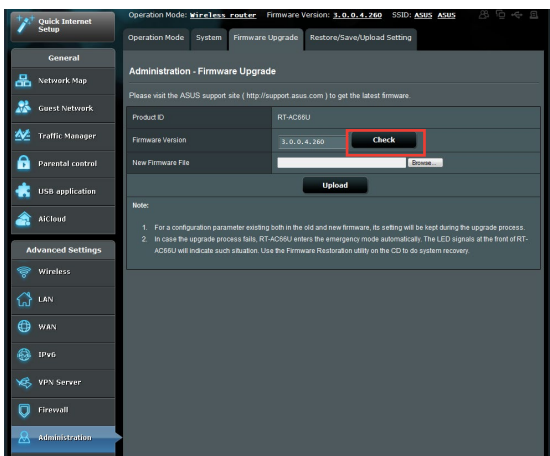 Quick Internet
Setup
Operation Mode: Wireless router Firmware Version: 3.0.0.4.260 SSID: ASUS ASUS
Operation Mode System Firmware Upgrade Restore/Save/Upload Setting
General
Network Map
Guest Network
Traffic Manager
Parental control
USB application
AiCloud
Advanced Settings
Wireless
LAN
WAN
IPv6
VPN Server
Firewall
Administration
Administration - Firmware Upgrade
Please visit the ASUS support site ( http://support.asus.com ) to get the latest firmware.
Product ID RT-AC66U
Firmware Version 3.0.0.4.260 Check
New Firmware File Browse...
Upload
Note:
1. For a configuration parameter existing both in the old and new firmware, its setting will be kept during the upgrade process.
2. In case the upgrade process fails, RT-AC66U enters the emergency mode automatically. The LED signals at the front of RT-
AC66U will indicate such situation. Use the Firmware Restoration utility on the CD to do system recovery.